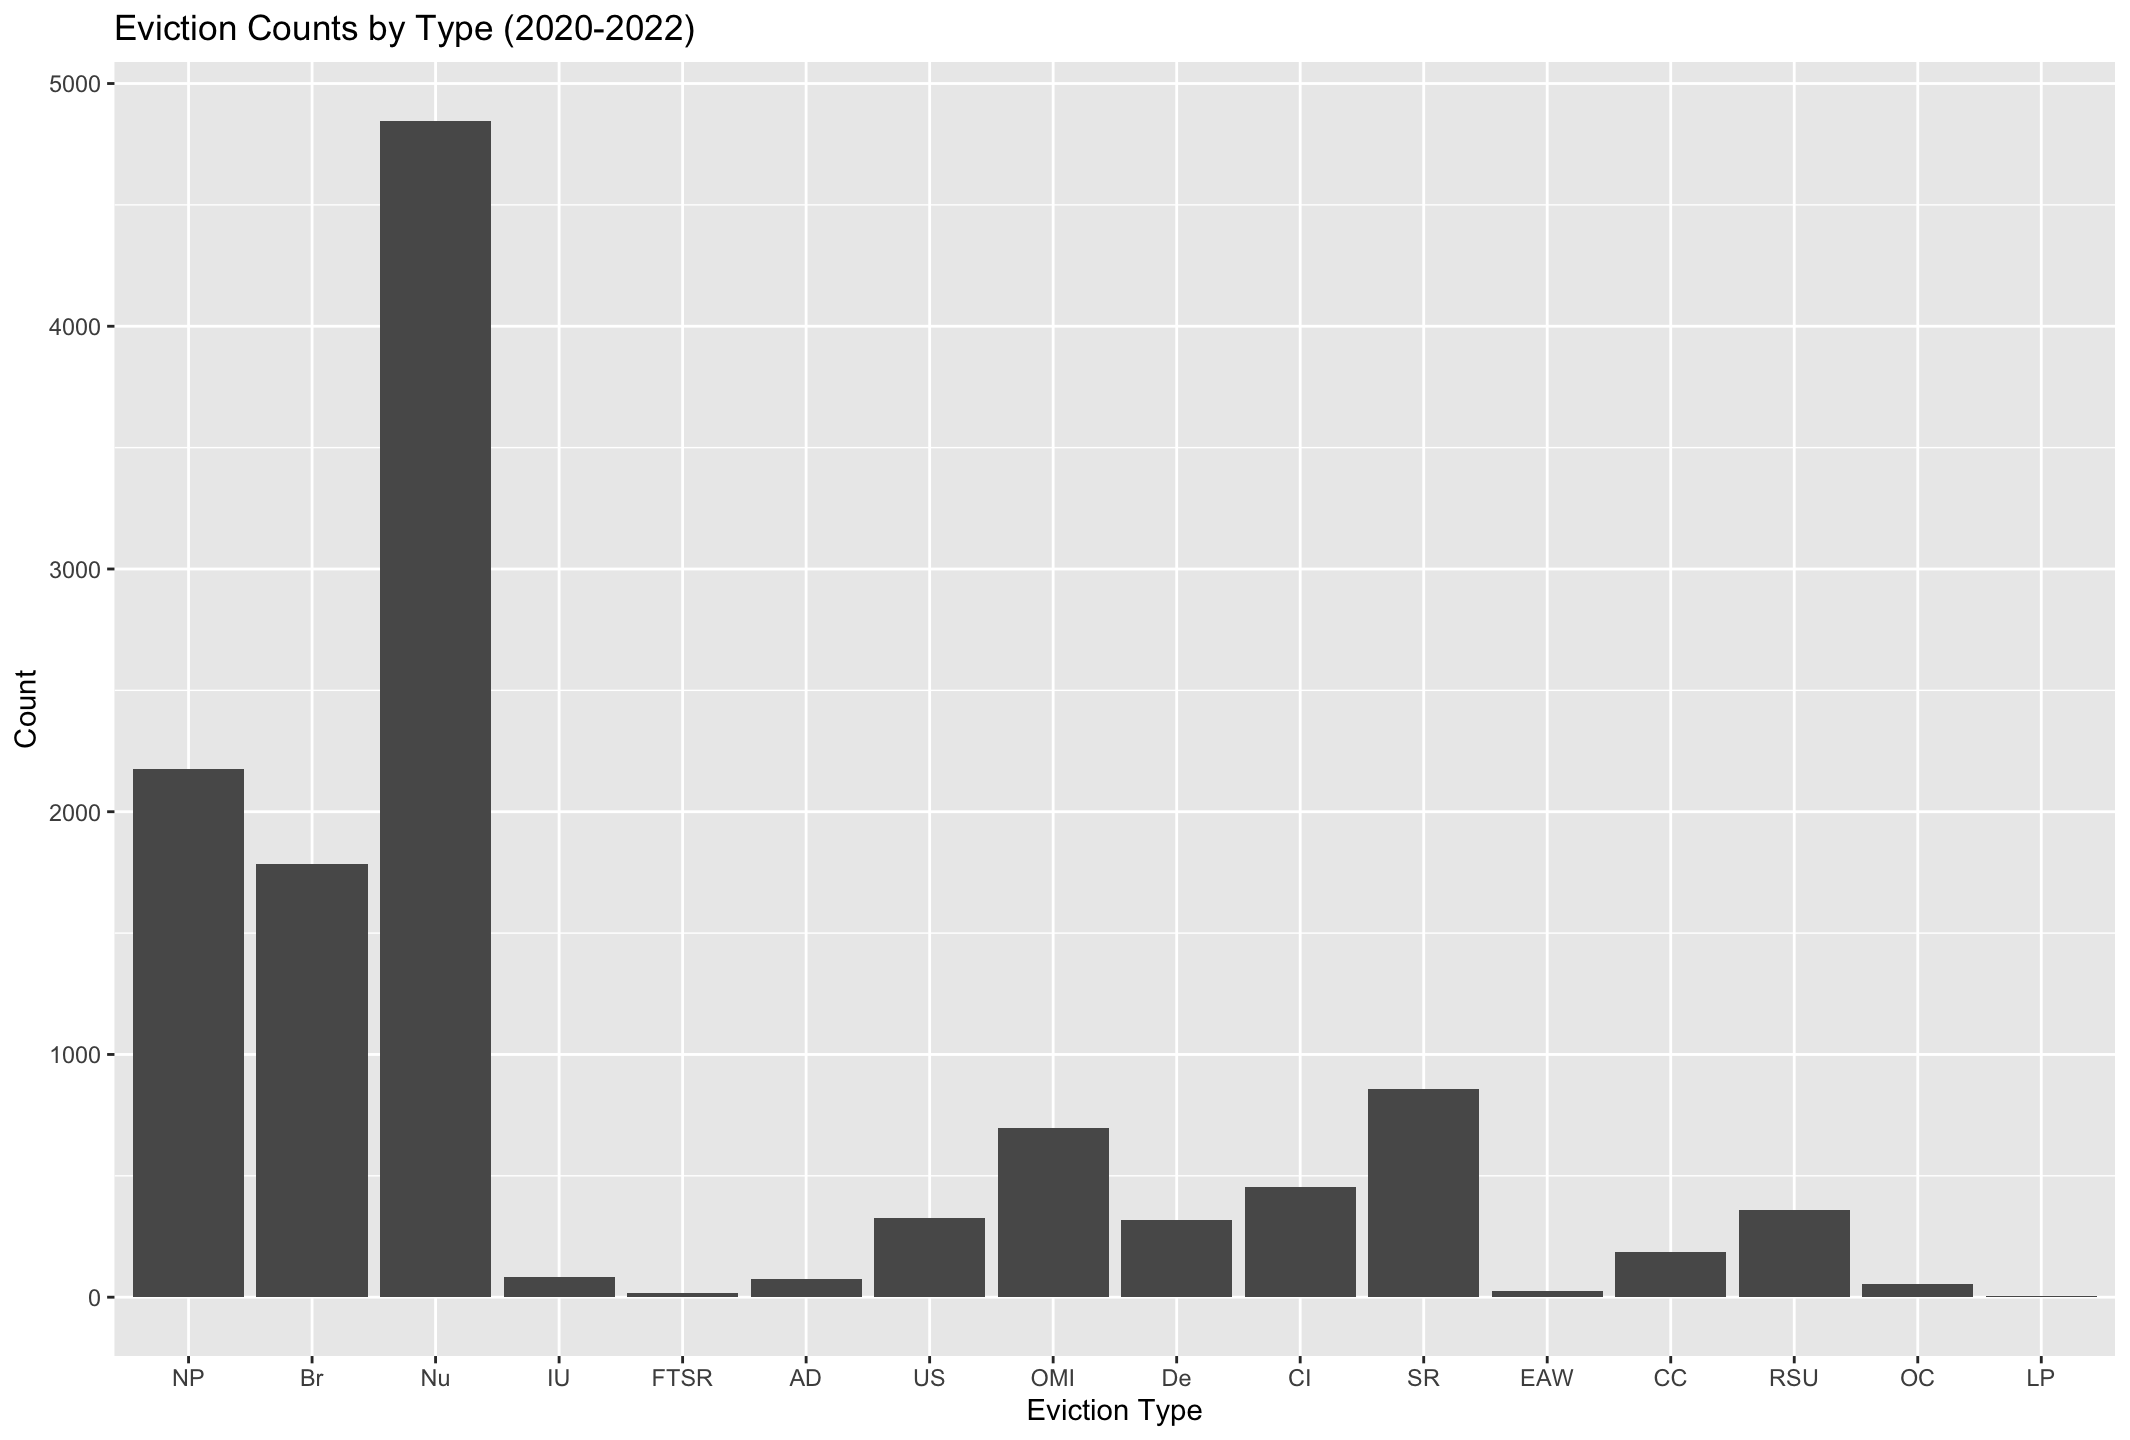 Eviction Counts by Type (2020-2022)
5000
4000
3000
2000
1000
0
Count
NP Br Nu IU FTSR AD US OMI De CI SR EAW CC RSU OC LP
Eviction Type